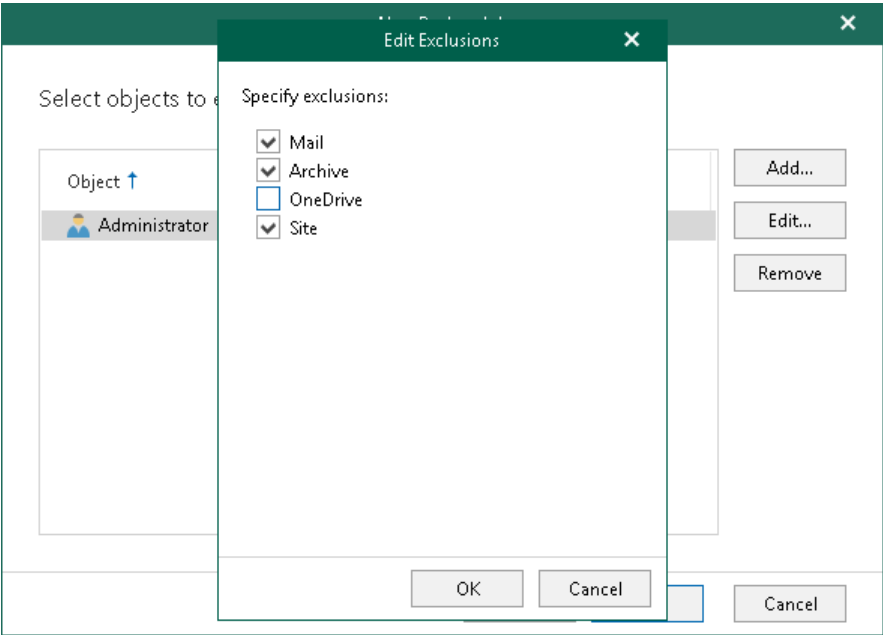 Edit Exclusions
Select objects to
Specify exclusions:
Mail
Archive
OneDrive
Site
Object
Administrator
Add...
Edit...
Remove
OK
Cancel
Cancel